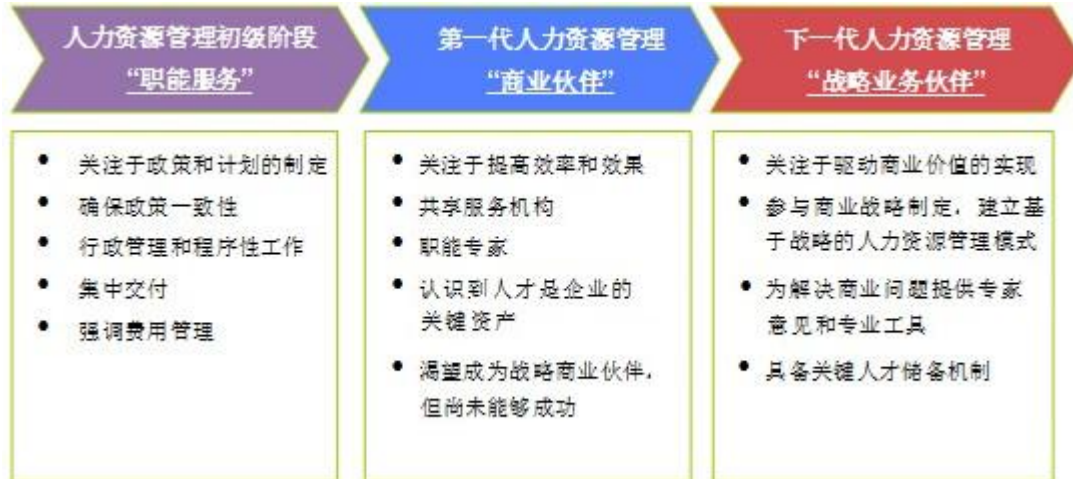 人力资源管理初级阶段
“职能服务”
关注于政策和计划的制定
确保政策一致性
行政管理和程序性工作
集中交付
强调费用管理
第一代人力资源管理
“商业伙伴”
关注于提高效率和效果
共享服务机构
职能专家
认识到人才是企业的
关键资产
渴望成为战略商业伙伴，
但尚未能够成功
下一代人力资源管理
“战略业务伙伴”
关注于驱动商业价值的实现
参与商业战略制定，建立基
于战略的人力资源管理模式
为解决商业问题提供专家
意见和专业工具
具备关键人才储备机制